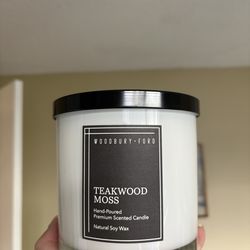 WOODBURY·FORD
TEAKWOOD
MOSS
Hand-Poured
Premium Scented Candle
Natural Soy Wax